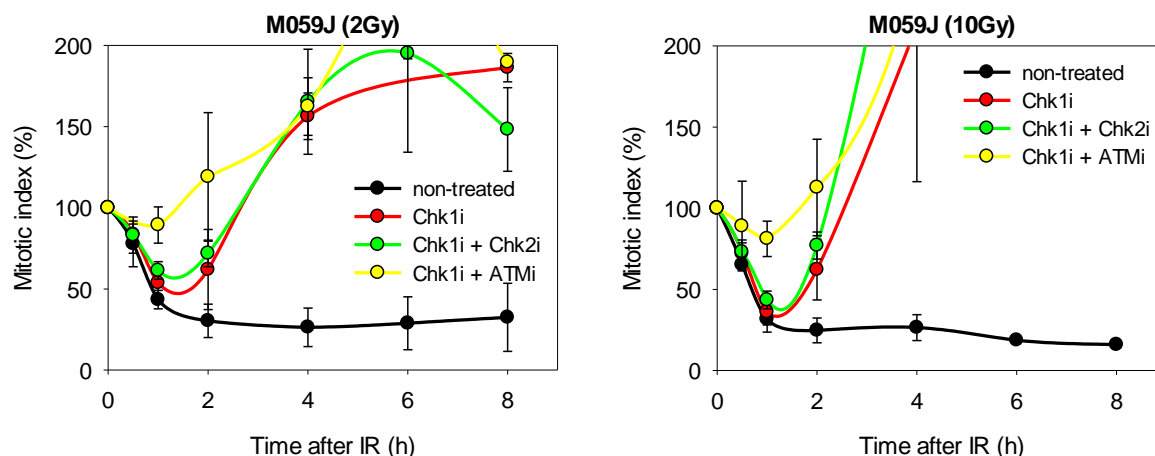 M059J (2Gy)
200
150
100
50
0
Mitotic index (%)
0 2 4 6 8
Time after IR (h)
non-treated
Chk1i
Chk1i + Chk2i
Chk1i + ATMi
M059J (10Gy)
200
150
100
50
0
Mitotic index (%)
0 2 4 6 8
Time after IR (h)
non-treated
Chk1i
Chk1i + Chk2i
Chk1i + ATMi